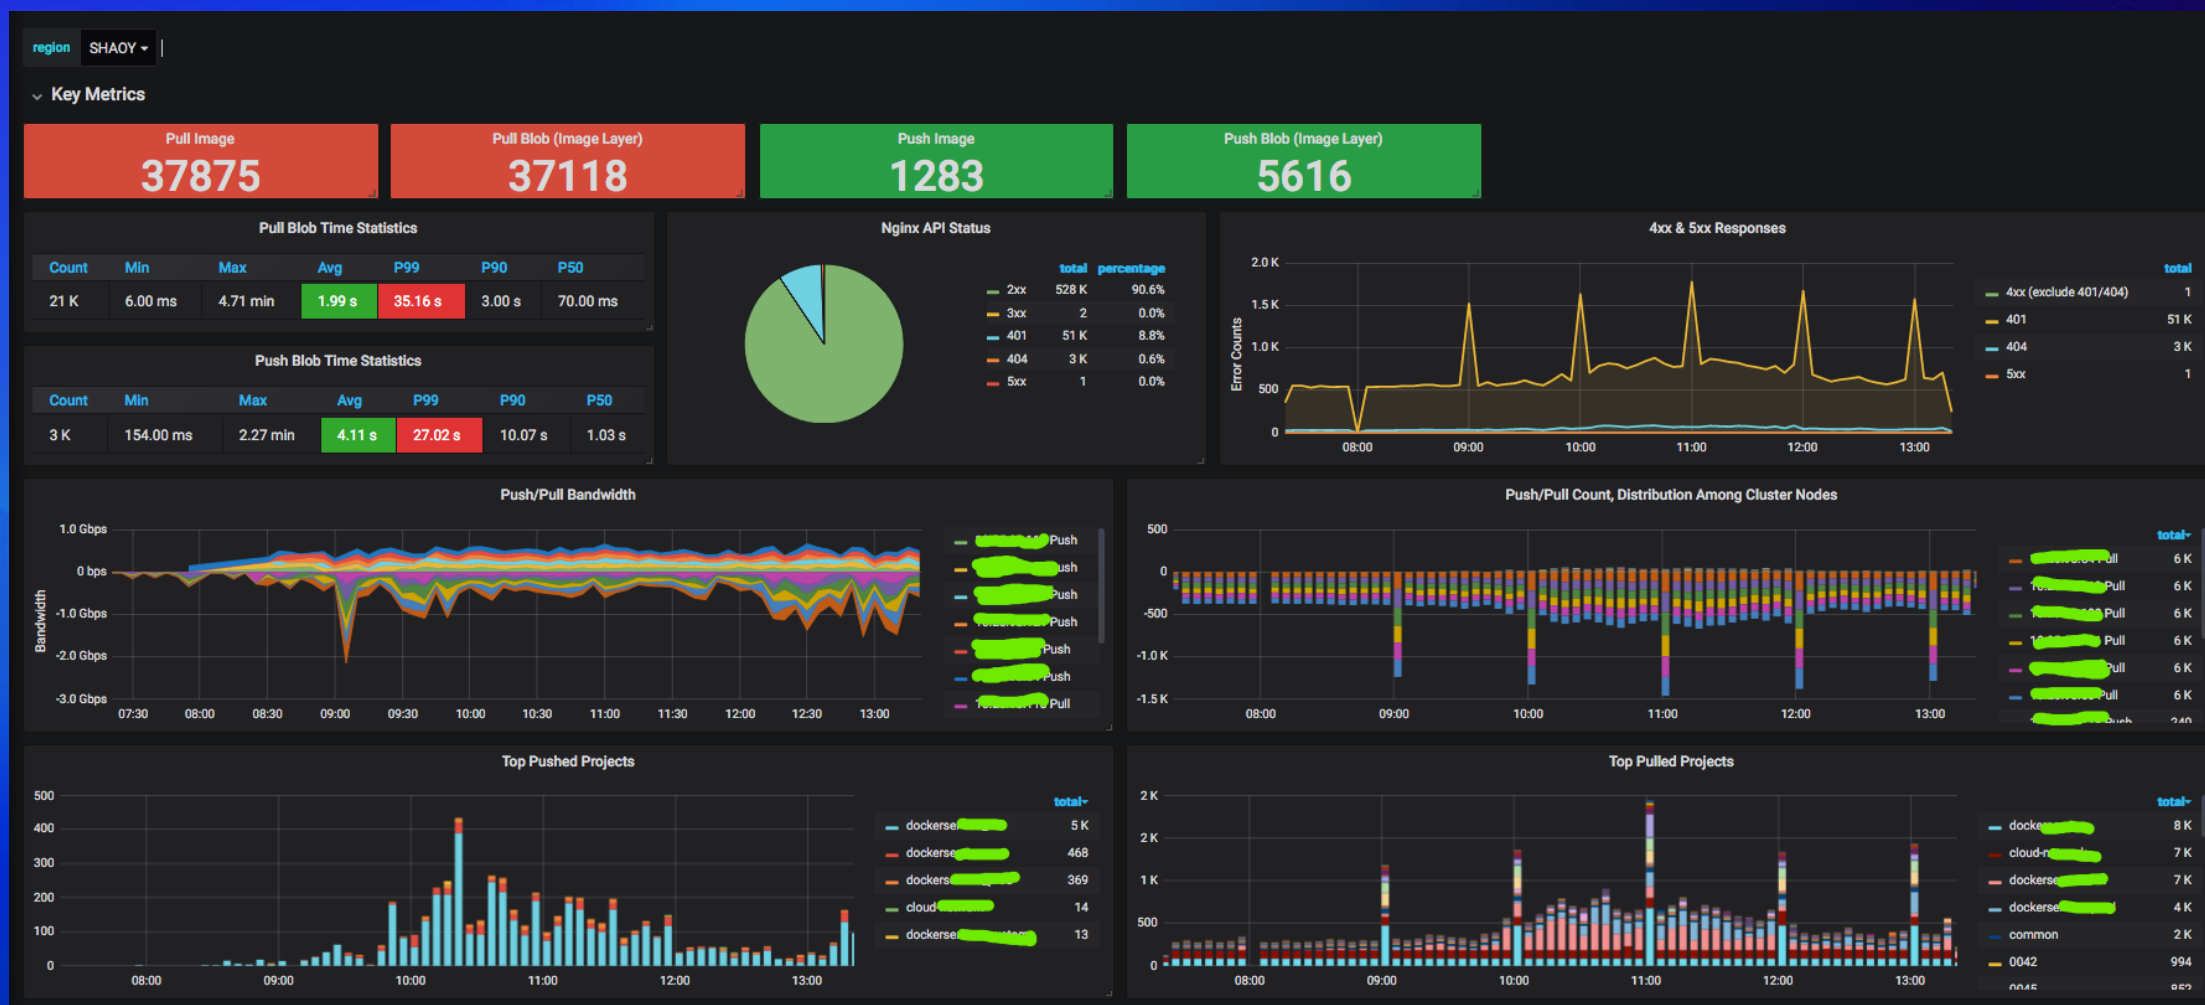 region SHAOY
Key Metrics
Pull Image
37875
Pull Blob (Image Layer)
37118
Push Image
1283
Push Blob (Image Layer)
5616
Pull Blob Time Statistics
Count Min Max Avg P99 P90 P50
21 K 6.00 ms 4.71 min 1.99 s 35.16 s 3.00 s 70.00 ms
Push Blob Time Statistics
Count Min Max Avg P99 P90 P50
3 K 154.00 ms 2.27 min 4.11 s 27.02 s 10.07 s 1.03 s
Nginx API Status
total percentage
2xx 528 K 90.6%
3xx 2 0.0%
401 51 K 8.8%
404 3 K 0.6%
5xx 1 0.0%
4xx & 5xx Responses
Error Counts
2.0 K
1.5 K
1.0 K
500
0
08:00 09:00 10:00 11:00 12:00 13:00
total
4xx (exclude 401/404) 1
401 51 K
404 3 K
5xx 1
Push/Pull Bandwidth
Bandwidth
1.0 Gbps
0 bps
-1.0 Gbps
-2.0 Gbps
-3.0 Gbps
07:30 08:00 08:30 09:00 09:30 10:00 10:30 11:00 11:30 12:00 12:30 13:00
Push
ush
Push
Push
Push
Push
Pull
Push/Pull Count, Distribution Among Cluster Nodes
500
0
-500
-1.0 K
-1.5 K
08:00 09:00 10:00 11:00 12:00 13:00
total
ull 6 K
Pull 6 K
Pull 6 K
Pull 6 K
Pull 6 K
Pull 6 K
Push 240
Top Pushed Projects
500
400
300
200
100
0
08:00 09:00 10:00 11:00 12:00 13:00
total
dockerse 5 K
dockerse 468
dockers 369
cloud 14
dockerse 13
Top Pulled Projects
2 K
2 K
1 K
500
0
08:00 09:00 10:00 11:00 12:00 13:00
total
docke 8 K
cloud-n 7 K
dockerse 7 K
dockerse 4 K
common 2 K
0042 994
0045 852